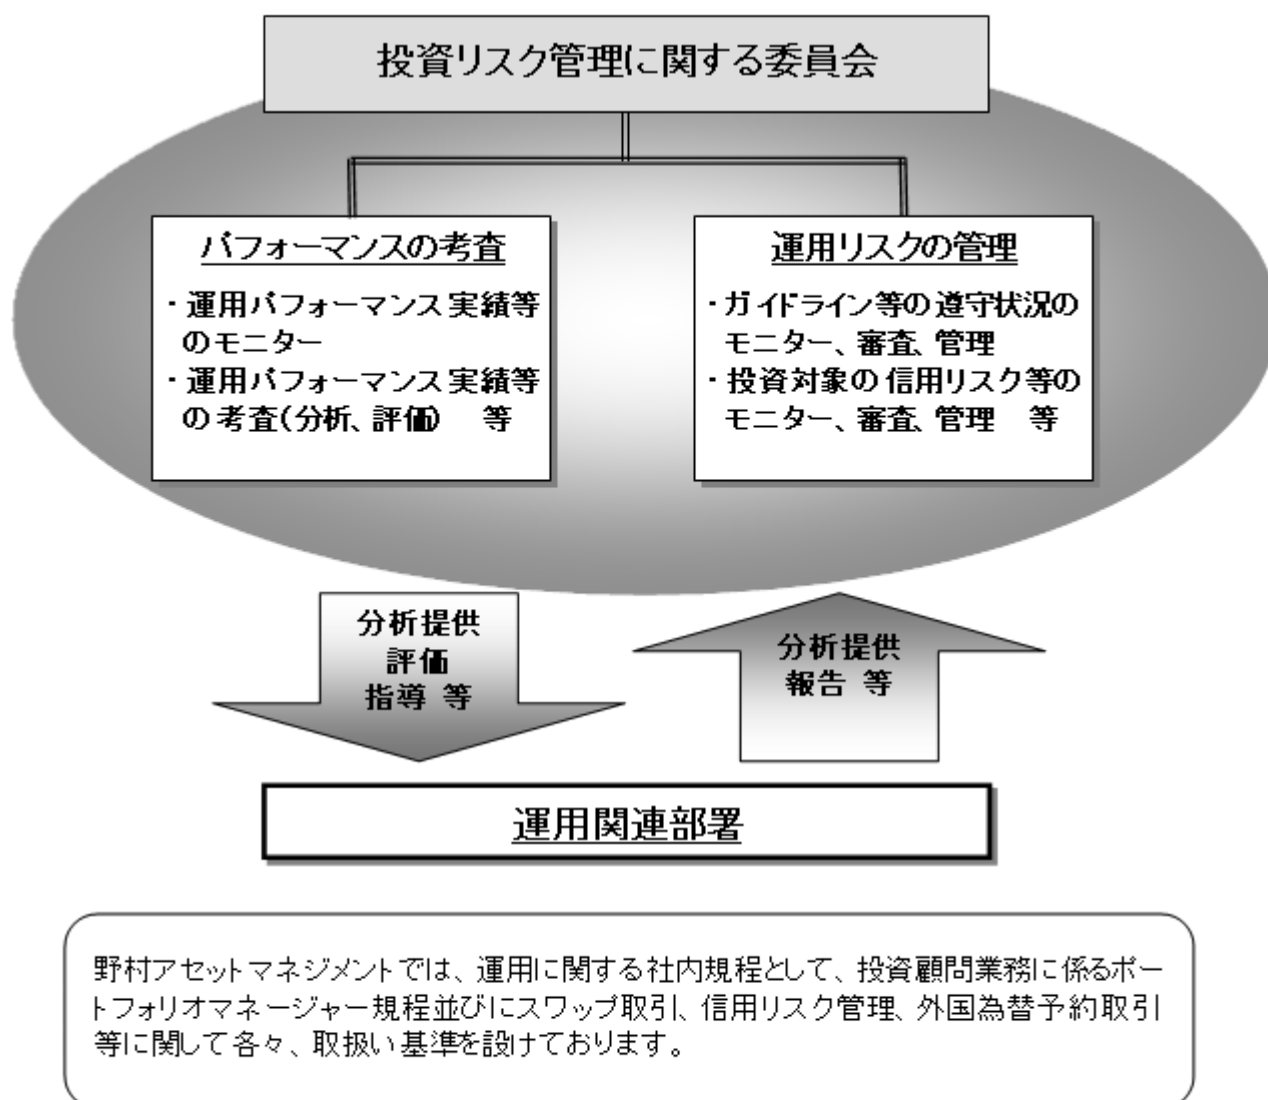 投資リスク管理に関する委員会
パフォーマンスの考査
・運用パフォーマンス実績等
のモニター
・運用パフォーマンス実績等
の考査(分析、評価)　等
運用リスクの管理
・ガイドライン等の遵守状況の
モニター、審査、管理
・投資対象の信用リスク等の
モニター、審査、管理　等
分析提供
評価
指導 等
分析提供
報告 等
運用関連部署
野村アセットマネジメントでは、運用に関する社内規程として、投資顧問業務に係るポー
トフォリオマネージャー規程並びにスワップ取引、信用リスク管理、外国為替予約取引
等に関して各々、取扱い基準を設けております。